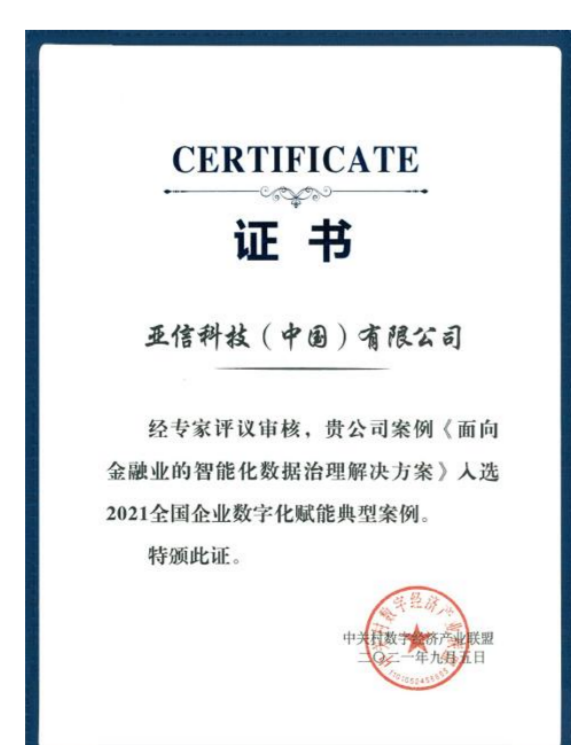 CERTIFICATE
证书
亚信科技（中国）有限公司
经专家评议审核，贵公司案例《面向
金融业的智能化数据治理解决方案》入选
2021全国企业数字化赋能典型案例。
特颁此证。
中关村数字经济产业联盟
二〇二一年九月五日